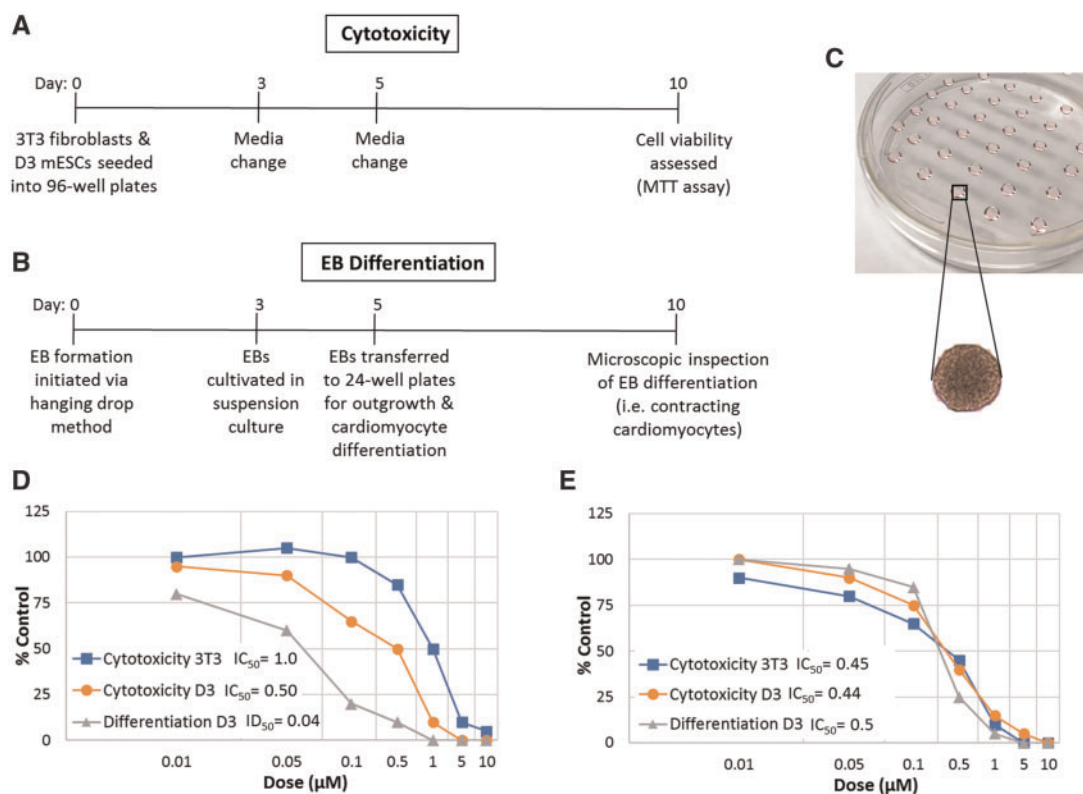 A
Cytotoxicity
Day: 0
3
5
10
3T3 fibroblasts &
D3 mESCs seeded
into 96-well plates
Media
change
Media
change
Cell viability
assessed
(MTT assay)
B
EB Differentiation
Day: 0
3
5
10
EB formation
initiated via
hanging drop
method
EBs
cultivated in
suspension
culture
EBs transferred
to 24-well plates
for outgrowth &
cardiomyocyte
differentiation
Microscopic inspection
of EB differentiation
(i.e. contracting
cardiomyocytes)
C
D
% Control
125
100
75
50
25
0
Cytotoxicity 3T3 IC₅₀= 1.0
Cytotoxicity D3 IC₅₀= 0.50
Differentiation D3 ID₅₀ = 0.04
0.01 0.05 0.1 0.5 1 5 10
Dose (μM)
E
% Control
125
100
75
50
25
0
Cytotoxicity 3T3 IC₅₀= 0.45
Cytotoxicity D3 IC₅₀= 0.44
Differentiation D3 IC₅₀= 0.5
0.01 0.05 0.1 0.5 1 5 10
Dose (μM)